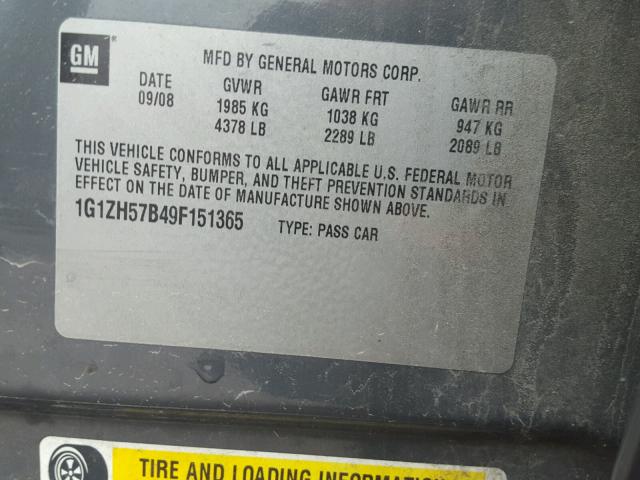 GM
MFD BY GENERAL MOTORS CORP.
DATE GVWR GAWR FRT GAWR RR
09/08 1985 KG 1038 KG 947 KG
4378 LB 2289 LB 2089 LB
THIS VEHICLE CONFORMS TO ALL APPLICABLE U.S. FEDERAL MOTOR
VEHICLE SAFETY, BUMPER, AND THEFT PREVENTION STANDARDS IN
EFFECT ON THE DATE OF MANUFACTURE SHOWN ABOVE.
1G1ZH57B49F151365 TYPE: PASS CAR
TIRE AND LOADING INFORMATION